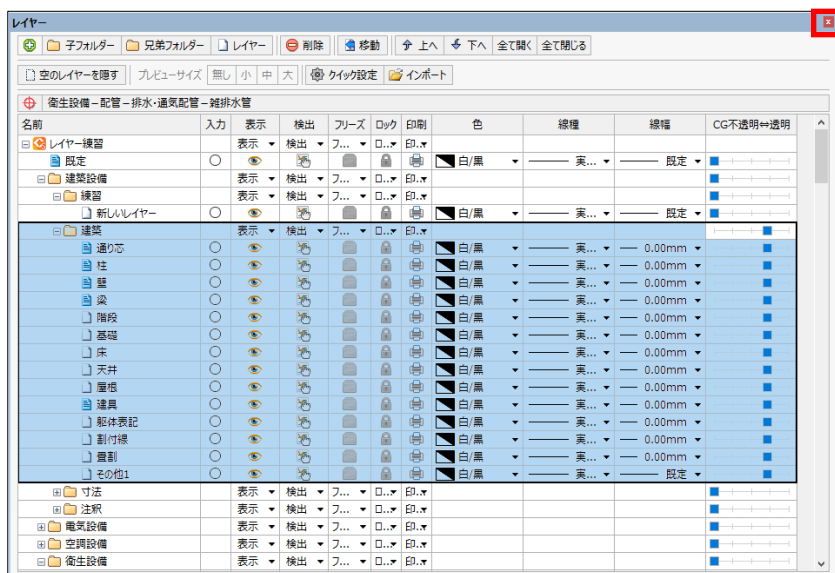 レイヤー
子フォルダー 兄弟フォルダー レイヤー 削除 移動 上へ 下へ 全て開く 全て閉じる
空のレイヤーを隠す プレビューサイズ 無し 小 中 大 クイック設定 インポート
衛生設備－配管－排水・通気配管－雑排水管
名前 入力 表示 検出 フリーズ ロック 印刷 色 線種 線幅 CG不透明⇔透明
レイヤー練習 表示 検出 フ... ロ... 印..
既定 白/黒 実... 既定
建築設備 表示 検出 フ... ロ... 印..
練習 表示 検出 フ... ロ... 印..
新しいレイヤー 白/黒 実... 既定
建築 表示 検出 フ... ロ... 印..
通り芯 白/黒 実... 0.00mm
柱 白/黒 実... 0.00mm
壁 白/黒 実... 0.00mm
梁 白/黒 実... 0.00mm
階段 白/黒 実... 0.00mm
基礎 白/黒 実... 0.00mm
床 白/黒 実... 0.00mm
天井 白/黒 実... 0.00mm
屋根 白/黒 実... 0.00mm
建具 白/黒 実... 0.00mm
躯体表記 白/黒 実... 0.00mm
割付線 白/黒 実... 0.00mm
畳割 白/黒 実... 0.00mm
その他1 白/黒 実... 既定
寸法 表示 検出 フ... ロ... 印..
注釈 表示 検出 フ... ロ... 印..
電気設備 表示 検出 フ... ロ... 印..
空調設備 表示 検出 フ... ロ... 印..
衛生設備 表示 検出 フ... ロ... 印..